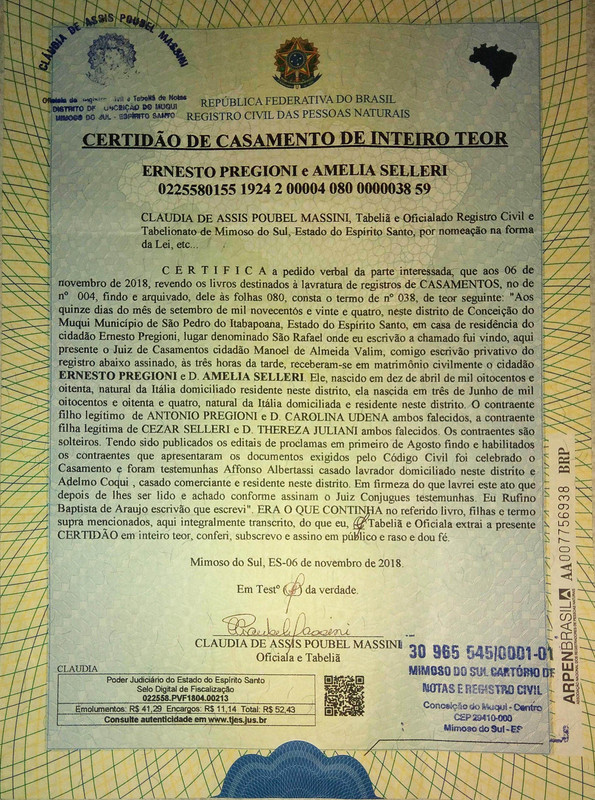 CLÁUDIA DE ASSIS POUBEL MASSINI
Tabeliã de Notas
DISTRITO DE CONCEIÇÃO DO MUQUI
MIMOSO DO SUL - ESPÍRITO SANTO
REPÚBLICA FEDERATIVA DO BRASIL
REGISTRO CIVIL DAS PESSOAS NATURAIS
CERTIDÃO DE CASAMENTO DE INTEIRO TEOR
ERNESTO PREGIONI e AMELIA SELLERI
0225580155 1924 2 00004 080 0000038 59
CLAUDIA DE ASSIS POUBEL MASSINI, Tabeliã e Oficialado Registro Civil e
Tabelionato de Mimoso do Sul, Estado do Espirito Santo, por nomeação na forma
da Lei, etc...
C E R T I F I C A a pedido verbal da parte interessada, que aos 06 de
novembro de 2018, revendo os livros destinados à lavratura de registros de CASAMENTOS, no de
nº 004, findo e arquivado, dele às folhas 080, consta o termo de nº 038, de teor seguinte: "Aos
quinze dias do mês de setembro de mil novecentós e vinte e quatro, neste distrito de Conceição do
Muqui Município de São Pedro do Itabapoana, Estado do Espírito Santo, em casa de residência do
cidadão Ernesto Pregioni, lugar denominado São Rafael onde eu escrivão a chamado fui vindo, aqui
presente o Juiz de Casamentos cidadão Manoel de Almeida Valim, comigo escrivão privativo do
registro abaixo assinado, às três horas da tarde, receberam-se em matrimônio civilmente o cidadão
ERNESTO PREGIONI e D. AMELIA SELLERI. Ele, nascido em dez de abril de mil oitocentos e
oitenta, natural da Itália domiciliado residente neste distrito, ela nascida em três de Junho de mil
oitocentos e oitenta e quatro, natural da Itália domiciliada e residente neste distrito. O contraente
filho legitimo de ANTONIO PREGIONI e D. CAROLINA UDENA ambos falecidos, a contraente
filha legitima de CEZAR SELLERI e D. THEREZA JULIANI ambos falecidos. Os contraentes são
solteiros. Tendo sido publicados os editais de proclamas em primeiro de Agosto findo e habilitados
os contraentes que apresentaram os documentos exigidos pelo Código Civil foi celebrado o
Casamento e foram testemunhas Affonso Albertassi casado lavrador domiciliado neste distrito e
Adelmo Coqui , casado comerciante e residente neste distrito. Em firmeza do que lavrei este ato que
depois de lhes ser lido e achado conforme assinam o Juiz Conjugues testemunhas. Eu Rufino
Baptista de Araujo escrivão que escrevi". ERA O QUE CONTINHA no referido livro, filhas e termo
supra mencionados, aqui integralmente transcrito, do que eu, Tabeliã e Oficiala extrai a presente
CERTIDÃO em inteiro teor, conferi, subscrevo e assino em público e raso e dou fé.
Mimoso do Sul, ES-06 de novembro de 2018.
Em Testº da verdade.
CLAUDIA DE ASSIS POUBEL MASSINI
Oficiala e Tabeliã
CLAUDIA
Poder Judiciário do Estado do Espírito Santo
Selo Digital de Fiscalização
022558.PVF1804.00213
Emolumentos: R$ 41,29 Encargos: R$ 11,14 Total: R$ 52,43
Consulte autenticidade em www.tjes.jus.br
30 965 545/0001-01
MIMOSO DO SUL CARTÓRIO DE
NOTAS E REGISTRO CIVIL
Conceição do Muqui - Centro
CEP 29410-000
Mimoso do Sul - ES
ARPENBRASIL AA007756938 BRP